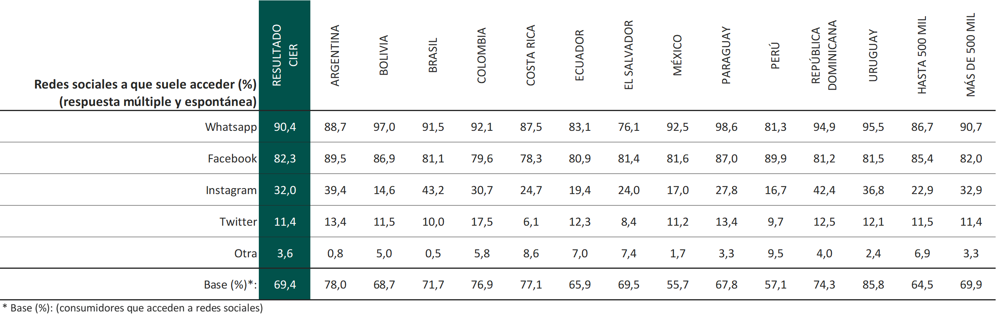 Redes sociales a que suele acceder (%)
(respuesta múltiple y espontánea)
RESULTADO
CIER
ARGENTINA
BOLIVIA
BRASIL
COLOMBIA
COSTA RICA
ECUADOR
EL SALVADOR
MÉXICO
PARAGUAY
PERÚ
REPÚBLICA
DOMINICANA
URUGUAY
HASTA 500 MIL
MÁS DE 500 MIL
Whatsapp 90,4 88,7 97,0 91,5 92,1 87,5 83,1 76,1 92,5 98,6 81,3 94,9 95,5 86,7 90,7
Facebook 82,3 89,5 86,9 81,1 79,6 78,3 80,9 81,4 81,6 87,0 89,9 81,2 81,5 85,4 82,0
Instagram 32,0 39,4 14,6 43,2 30,7 24,7 19,4 24,0 17,0 27,8 16,7 42,4 36,8 22,9 32,9
Twitter 11,4 13,4 11,5 10,0 17,5 6,1 12,3 8,4 11,2 13,4 9,7 12,5 12,1 11,5 11,4
Otra 3,6 0,8 5,0 0,5 5,8 8,6 7,0 7,4 1,7 3,3 9,5 4,0 2,4 6,9 3,3
Base (%)*: 69,4 78,0 68,7 71,7 76,9 77,1 65,9 69,5 55,7 67,8 57,1 74,3 85,8 64,5 69,9
* Base (%): (consumidores que acceden a redes sociales)